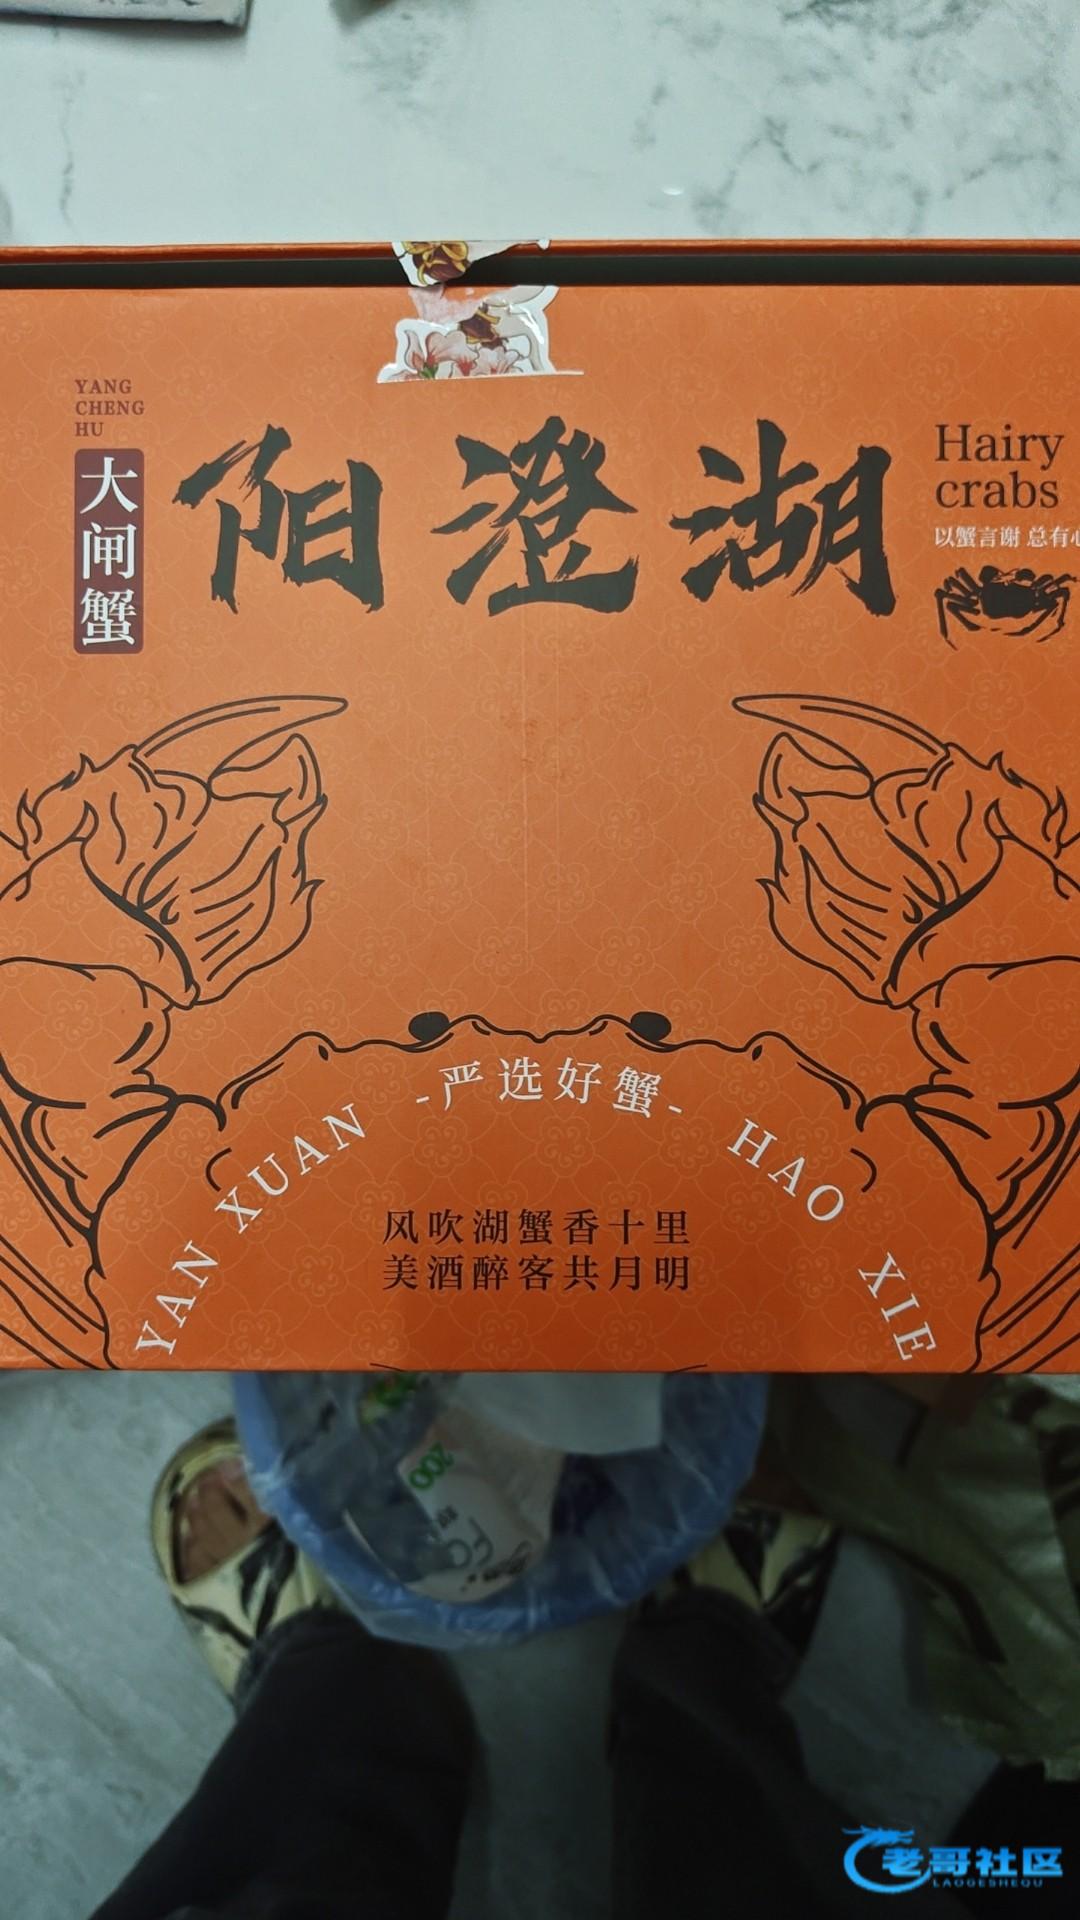 YANG
CHENG
HU
大闸蟹
阳澄湖
Hairy
crabs
以蟹言谢 总有心
-严选好蟹-
YAN XUAN HAO XIE
风吹湖蟹香十里
美酒醉客共月明
200
老哥社区
LAOGESHEQU